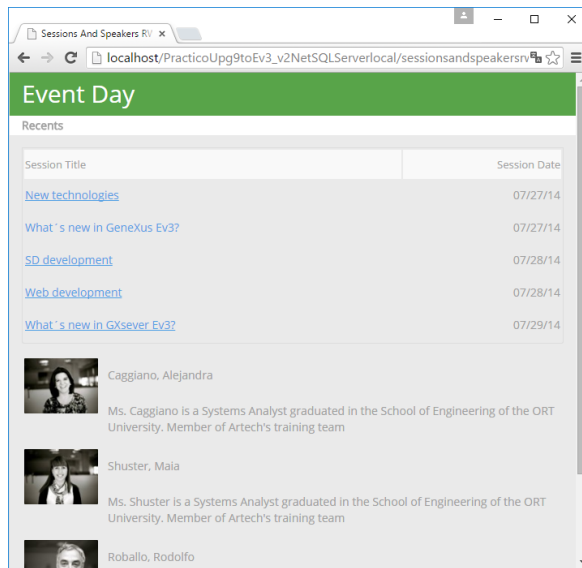 Sessions And Speakers RV
localhost/PracticoUpg9toEv3_v2NetSQLServerlocal/sessionsandspeakersrv
Event Day
Recents
Session Title Session Date
New technologies 07/27/14
What´s new in GeneXus Ev3? 07/27/14
SD development 07/28/14
Web development 07/28/14
What´s new in GXsever Ev3? 07/29/14
Caggiano, Alejandra
Ms. Caggiano is a Systems Analyst graduated in the School of Engineering of the ORT
University. Member of Artech's training team
Shuster, Maia
Ms. Shuster is a Systems Analyst graduated in the School of Engineering of the ORT
University. Member of Artech's training team
Roballo, Rodolfo